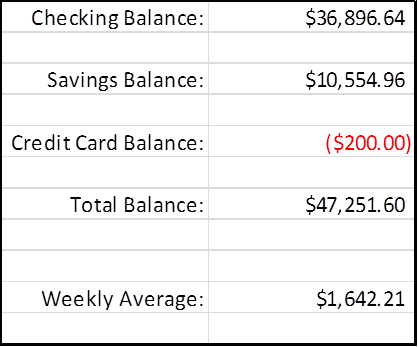 Checking Balance: $36,896.64
Savings Balance: $10,554.96
Credit Card Balance: ($200.00)
Total Balance: $47,251.60
Weekly Average: $1,642.21